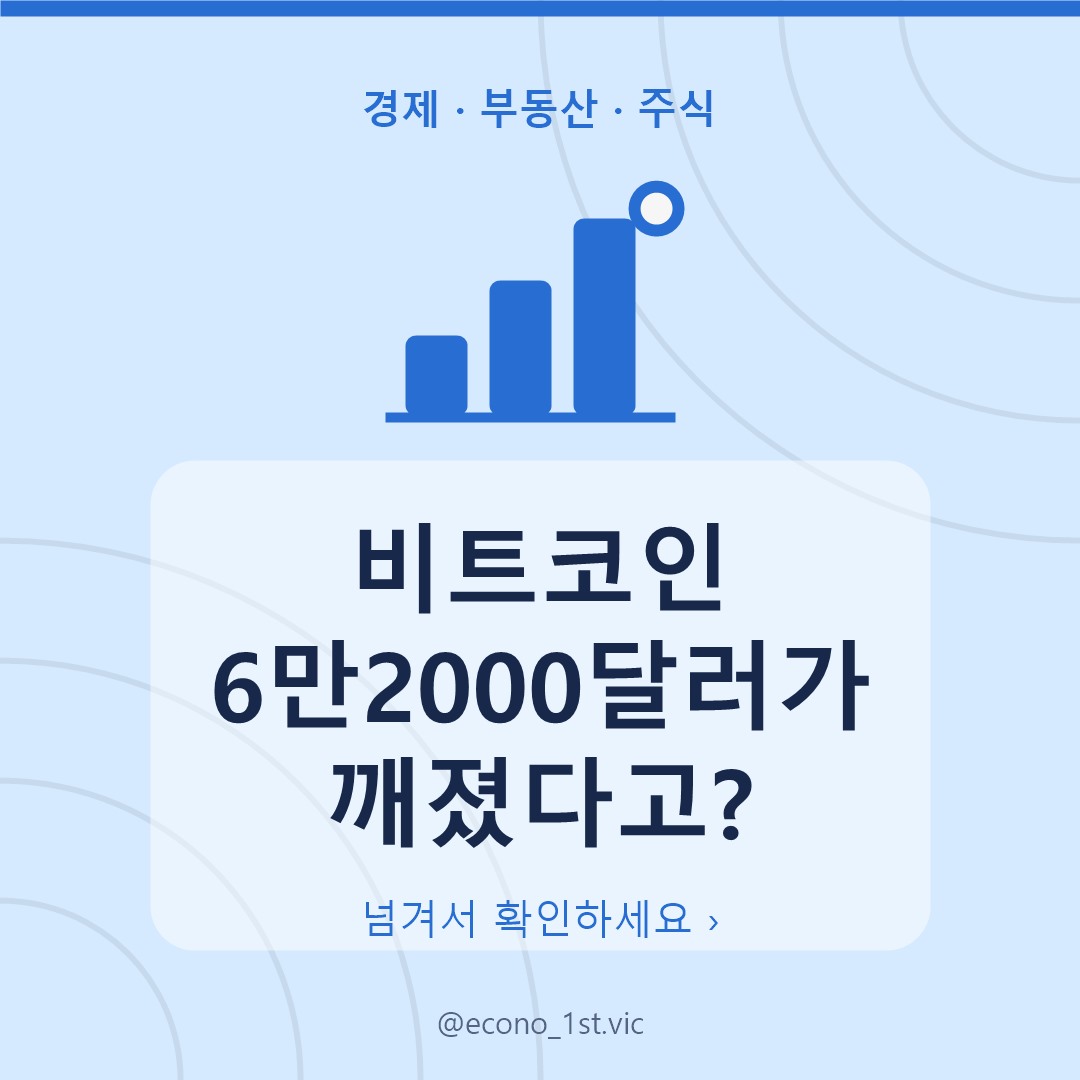 경제 · 부동산 · 주식
비트코인
6만2000달러가
깨졌다고?
넘겨서 확인하세요 ›
@econo_1st.vic